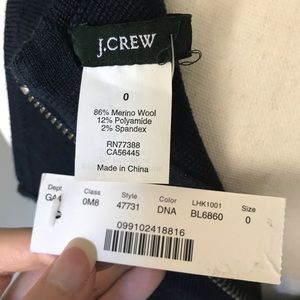 J.CREW
0
86% Merino Wool
12% Polyamide
2% Spandex
RN77388
CA56445
Made in China
Dept Class Style Color LHK1001 Size
0M8 47731 DNA BL6860 0
099102418816